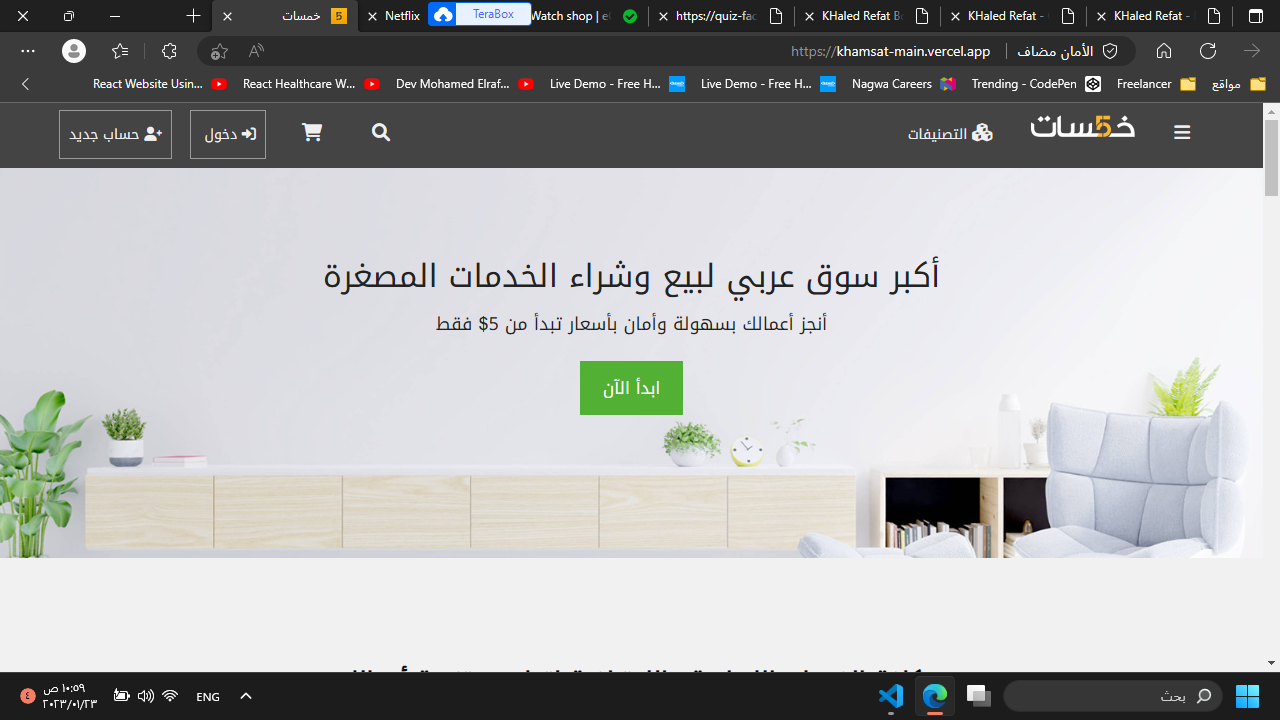 خمسات
Netflix
TeraBox
Watch shop | e
https://quiz-fac
KHaled Refat B
KHaled Refat -
KHaled Refat -
الأمان مضاف
https://khamsat-main.vercel.app
مواقع
Freelancer
Trending - CodePen
Nagwa Careers
Live Demo - Free H...
Live Demo - Free H...
Dev Mohamed Elraf...
React Healthcare W...
React Website Usin...
خمسات
التصنيفات
دخول
حساب جديد
أكبر سوق عربي لبيع وشراء الخدمات المصغرة
أنجز أعمالك بسهولة وأمان بأسعار تبدأ من 5$ فقط
ابدأ الآن
بحث
ENG
١٠:٥٩ ص
٢٠٢٣/٠١/٢٣
٤